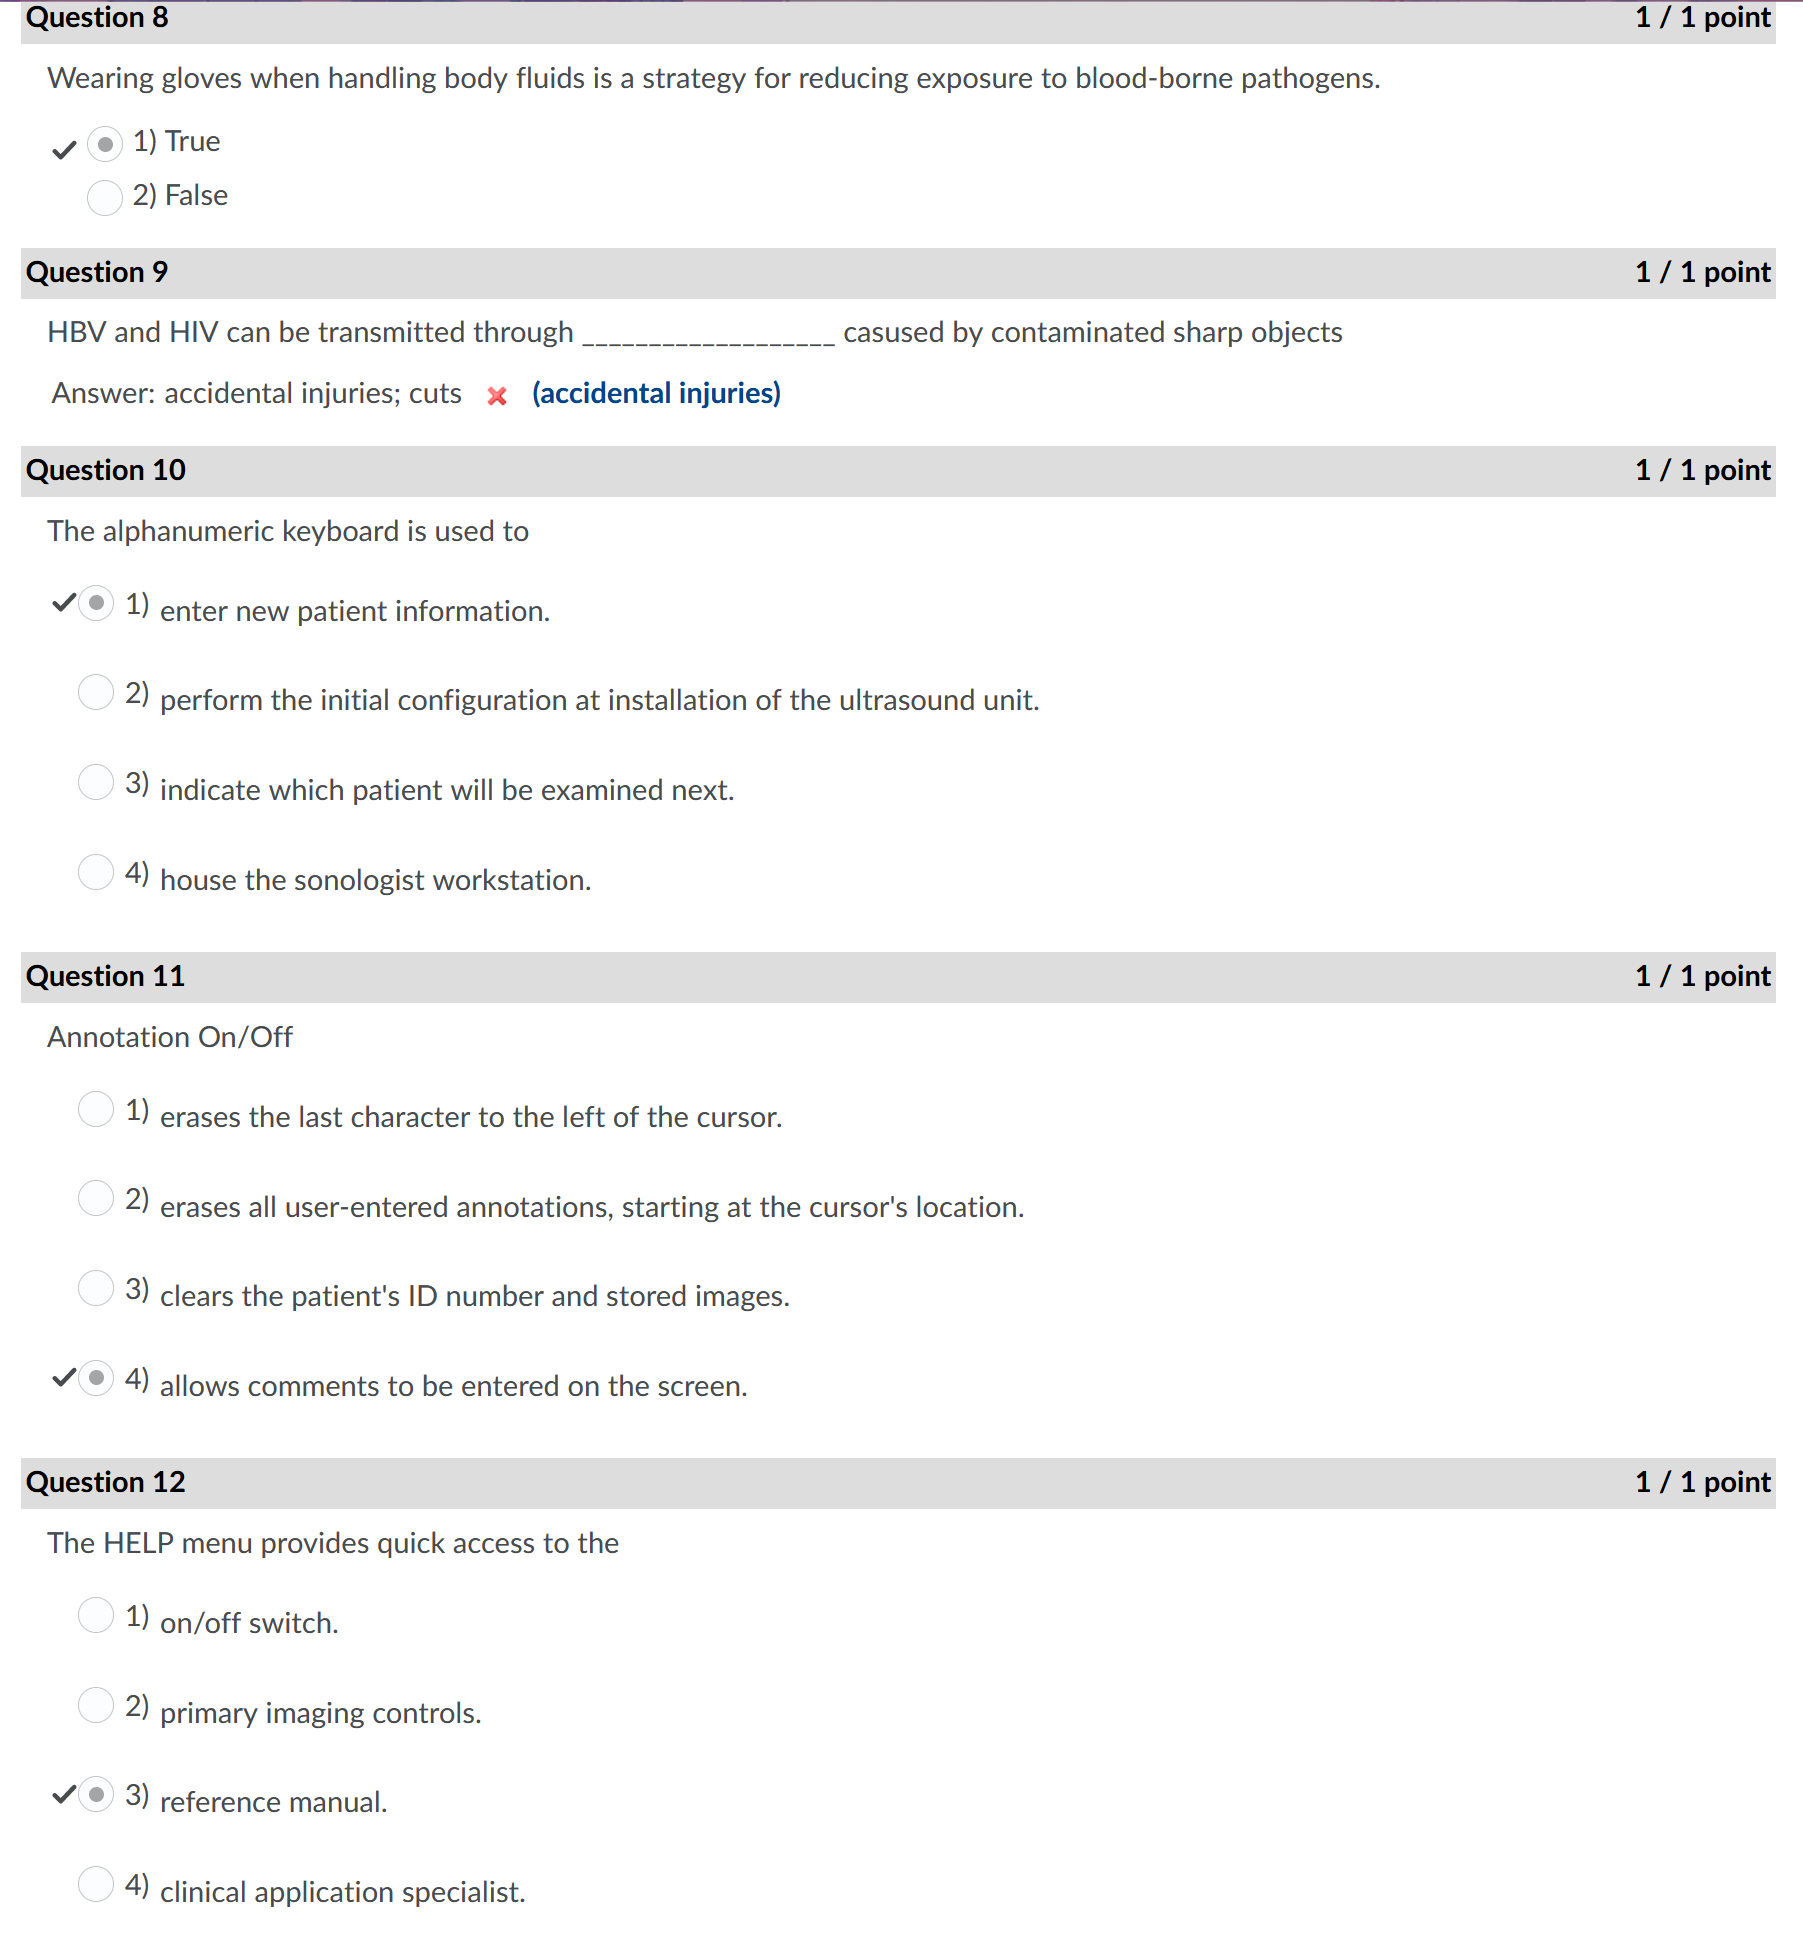 Question 8 1 / 1 point
Wearing gloves when handling body fluids is a strategy for reducing exposure to blood-borne pathogens.
1) True
2) False
Question 9 1 / 1 point
HBV and HIV can be transmitted through ___________________ casused by contaminated sharp objects
Answer: accidental injuries; cuts (accidental injuries)
Question 10 1 / 1 point
The alphanumeric keyboard is used to
1) enter new patient information.
2) perform the initial configuration at installation of the ultrasound unit.
3) indicate which patient will be examined next.
4) house the sonologist workstation.
Question 11 1 / 1 point
Annotation On/Off
1) erases the last character to the left of the cursor.
2) erases all user-entered annotations, starting at the cursor's location.
3) clears the patient's ID number and stored images.
4) allows comments to be entered on the screen.
Question 12 1 / 1 point
The HELP menu provides quick access to the
1) on/off switch.
2) primary imaging controls.
3) reference manual.
4) clinical application specialist.